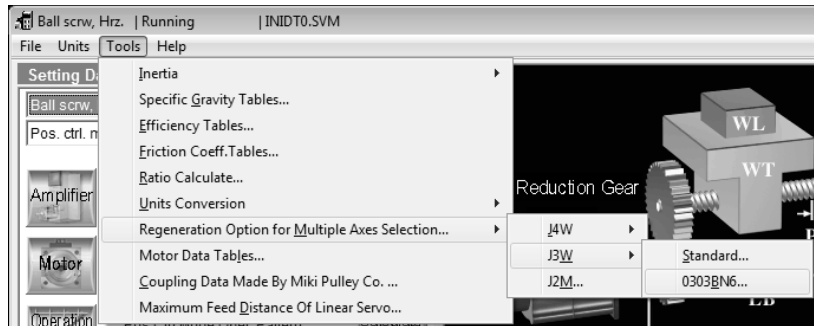 Ball scrw, Hrz. | Running | INIDT0.SVM
File Units Tools Help
Setting
Ball scrw,
Pos. ctrl.
Amplifier
Motor
Operation
Inertia
Specific Gravity Tables...
Efficiency Tables...
Friction Coeff.Tables...
Ratio Calculate...
Units Conversion
Regeneration Option for Multiple Axes Selection...
Motor Data Tables...
Coupling Data Made By Miki Pulley Co. ...
Maximum Feed Distance Of Linear Servo...
J4W
J3W
J2M...
Standard...
0303BN6...
Reduction Gear
WL
WT
LB